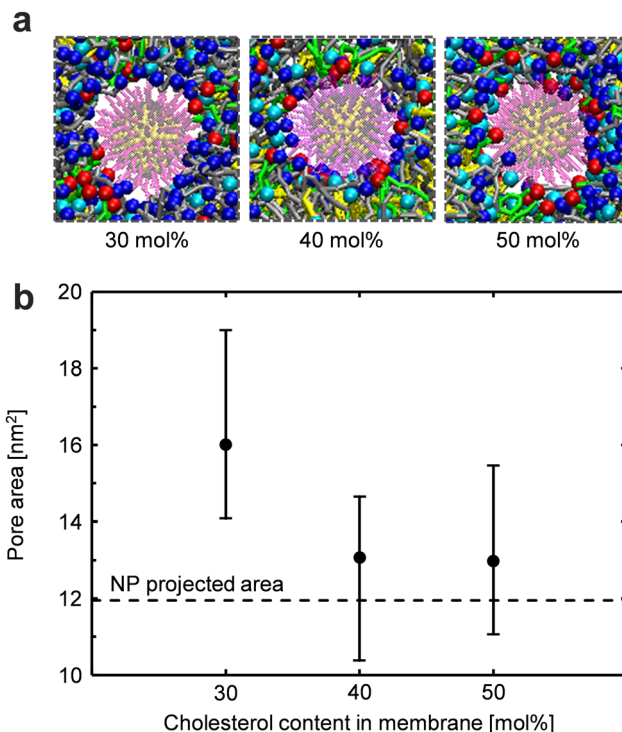 a
30 mol%
40 mol%
50 mol%
b
20
18
16
14
12
10
Pore area [nm²]
NP projected area
30
40
50
Cholesterol content in membrane [mol%]